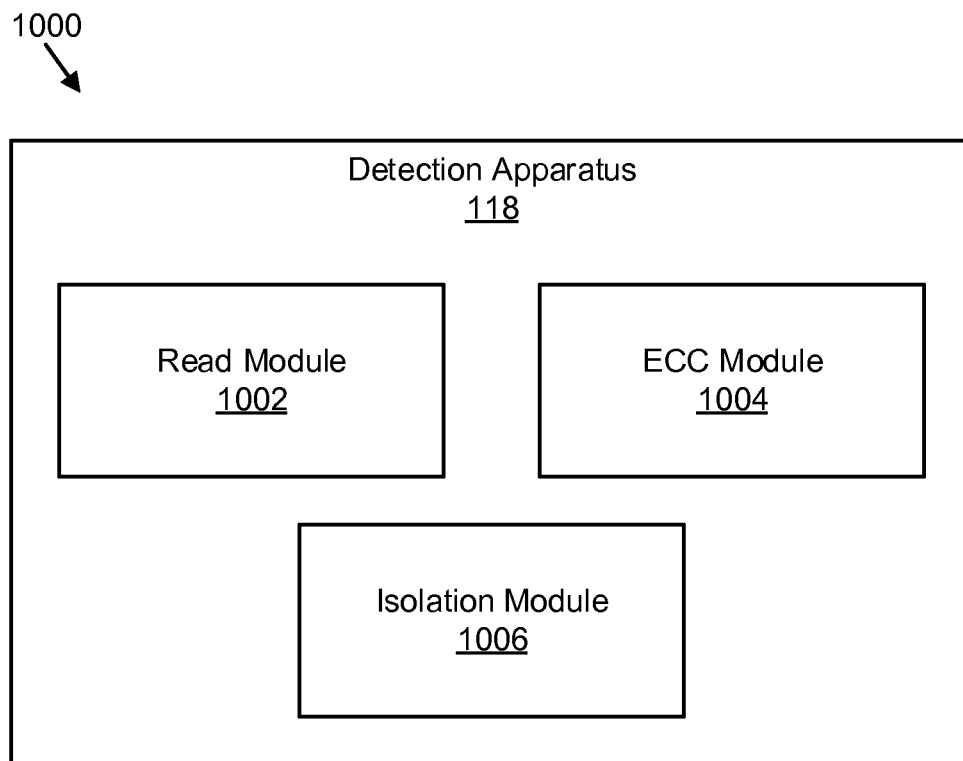 1000
Detection Apparatus
118
Read Module
1002
ECC Module
1004
Isolation Module
1006